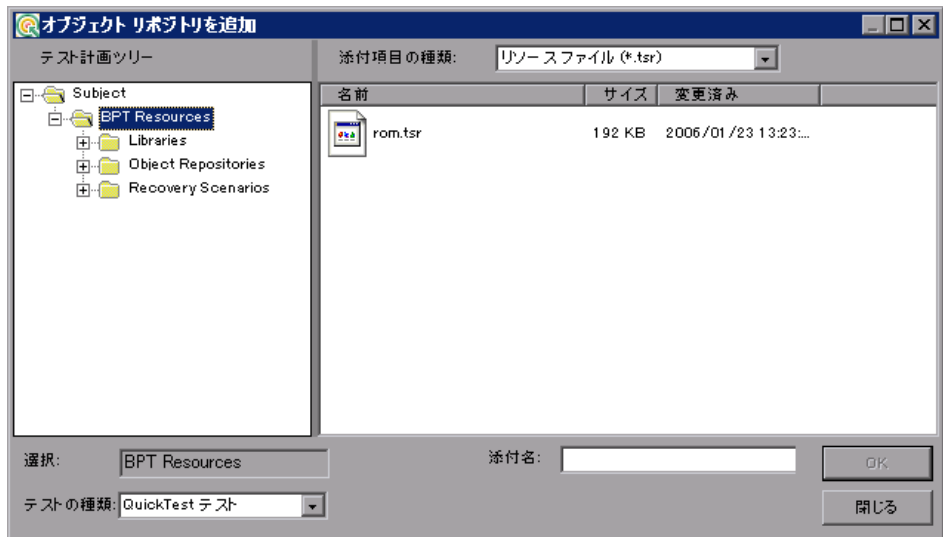 オブジェクト リポジトリを追加
テスト計画ツリー
添付項目の種類: リソース ファイル (*.tsr)
Subject
BPT Resources
Libraries
Object Repositories
Recovery Scenarios
名前 サイズ 変更済み
rom.tsr 192 KB 2006/01/23 13:23:...
選択: BPT Resources
添付名:
OK
テストの種類: QuickTest テスト
閉じる